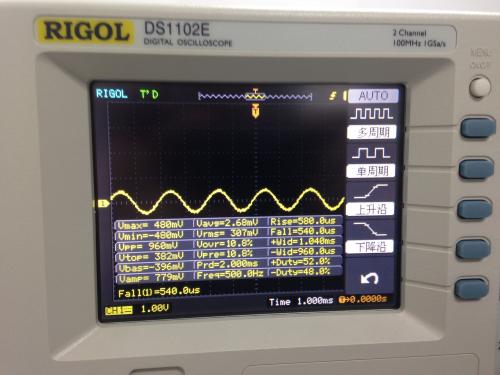 RIGOL DS1102E
DIGITAL OSCILLOSCOPE
2 Channel
100MHz 1GSa/s
MENU
ON/OFF
RIGOL T'D
AUTO
多周期
单周期
上升沿
下降沿
1
Vmax= 480mV Vavg=2.68mV Rise=580.0us
Vmin=-480mV Vrms= 307mV Fall=540.0us
Vpp= 960mV Vovr=10.8% +Wid=1.040ms
Vtop= 382mV Vpre=10.8% -Wid=960.0us
Vbas=-396mV Prd=2.000ms +Duty=52.0%
Vamp= 779mV Freq=500.0Hz -Duty=48.0%
Fall(1)=540.0us
CH1 1.00V Time 1.000ms T→0.0000s